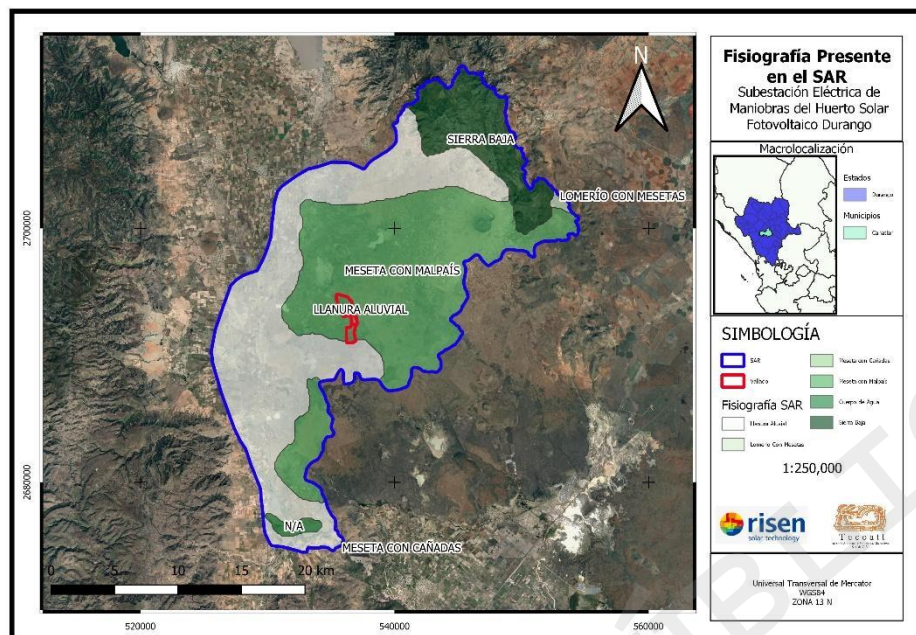 Fisiografía Presente
en el SAR
Subestación Eléctrica de
Maniobras del Huerto Solar
Fotovoltaico Durango
Macrolocalización
Estados
Durango
Municipios
Canatlán
SIMBOLOGÍA
SAR
Vallado
Fisiografía SAR
Llanura Aluvial
Lomerío Con Mesetas
Meseta con Cañadas
Meseta con Malpaís
Cuerpo de Agua
Sierra Baja
1:250,000
risen
solar technology
Tocoatl
Universal Transversal de Mercator
WGS84
ZONA 13 N
N
SIERRA BAJA
LOMERÍO CON MESETAS
MESETA CON MALPAÍS
LLANURA ALUVIAL
N/A
MESETA CON CAÑADAS
0 5 10 15 20 km
2700000
2680000
520000 540000 560000